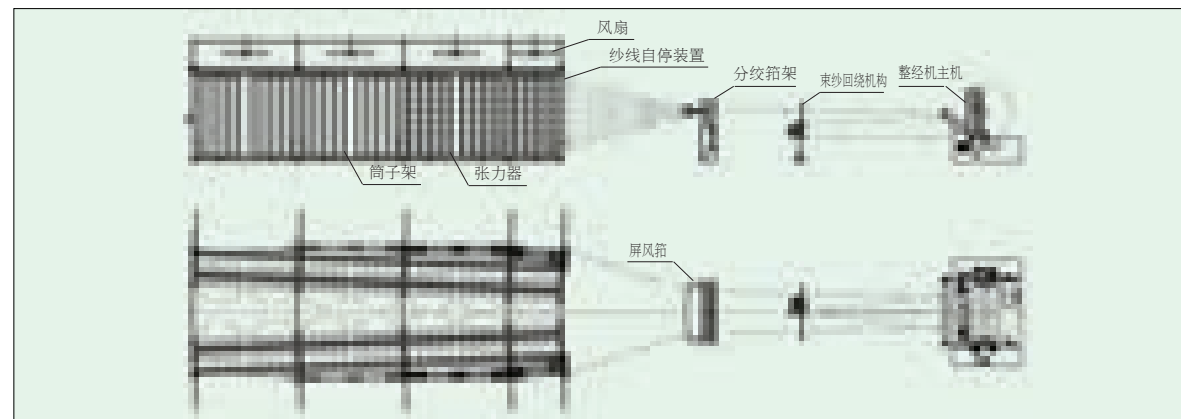 风扇
纱线自停装置
分绞筘架
束纱回绕机构
整经机主机
筒子架
张力器
屏风筘